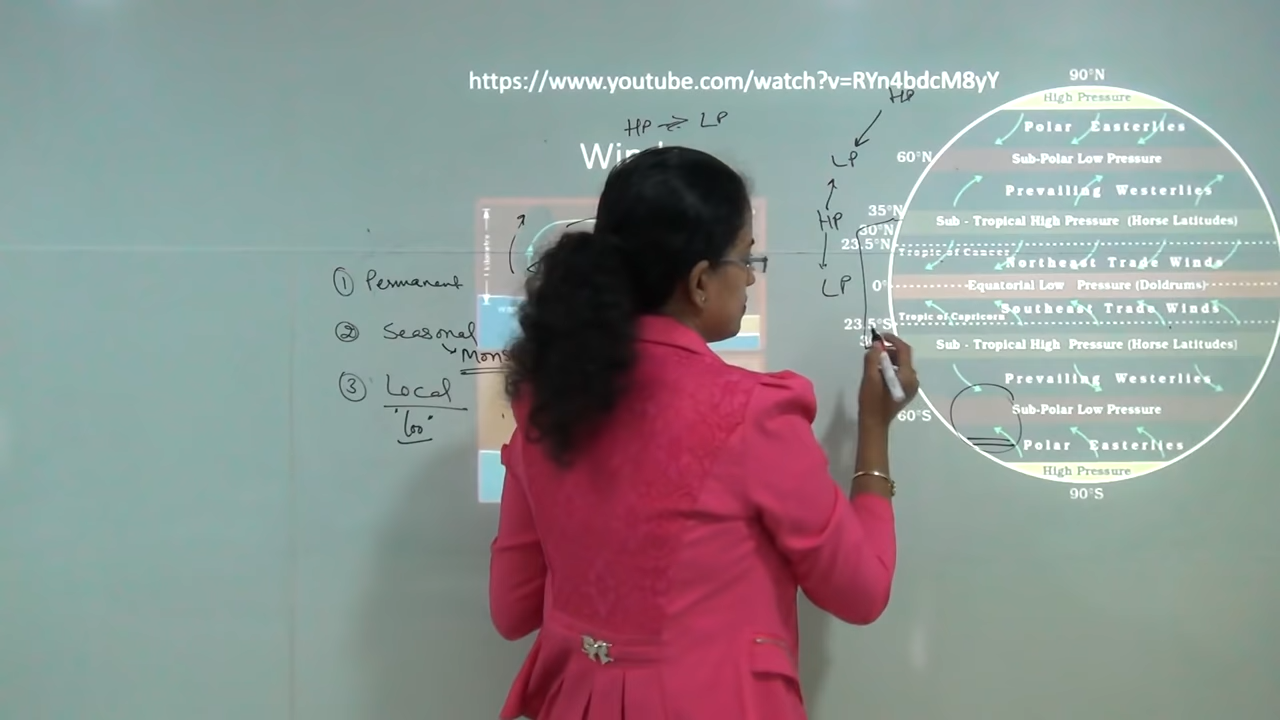 https://www.youtube.com/watch?v=RYn4bdcM8yY
HP → LP
① Permanent
② Seasonal
③ Local
"Loo"
HP
LP
HP
LP
90°N
High Pressure
Polar Easterlies
60°N
Sub-Polar Low Pressure
Prevailing Westerlies
35°N
Sub - Tropical High Pressure (Horse Latitudes)
30°N
23.5°N
Tropic of Cancer
Northeast Trade Winds
0°
Equatorial Low Pressure (Doldrums)
Southeast Trade Winds
Tropic of Capricorn
23.5°S
Sub - Tropical High Pressure (Horse Latitudes)
Prevailing Westerlies
60°S
Sub-Polar Low Pressure
Polar Easterlies
High Pressure
90°S